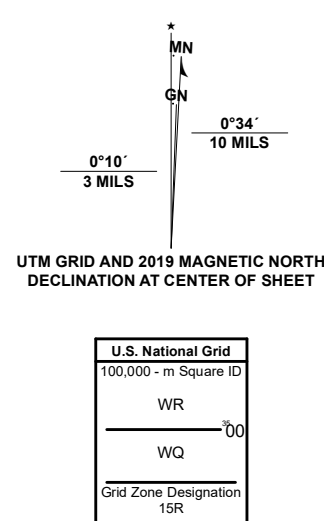 ★
MN
GN
0°34´
10 MILS
0°10´
3 MILS
UTM GRID AND 2019 MAGNETIC NORTH
DECLINATION AT CENTER OF SHEET
U.S. National Grid
100,000 - m Square ID
WR
³⁵00
WQ
Grid Zone Designation
15R